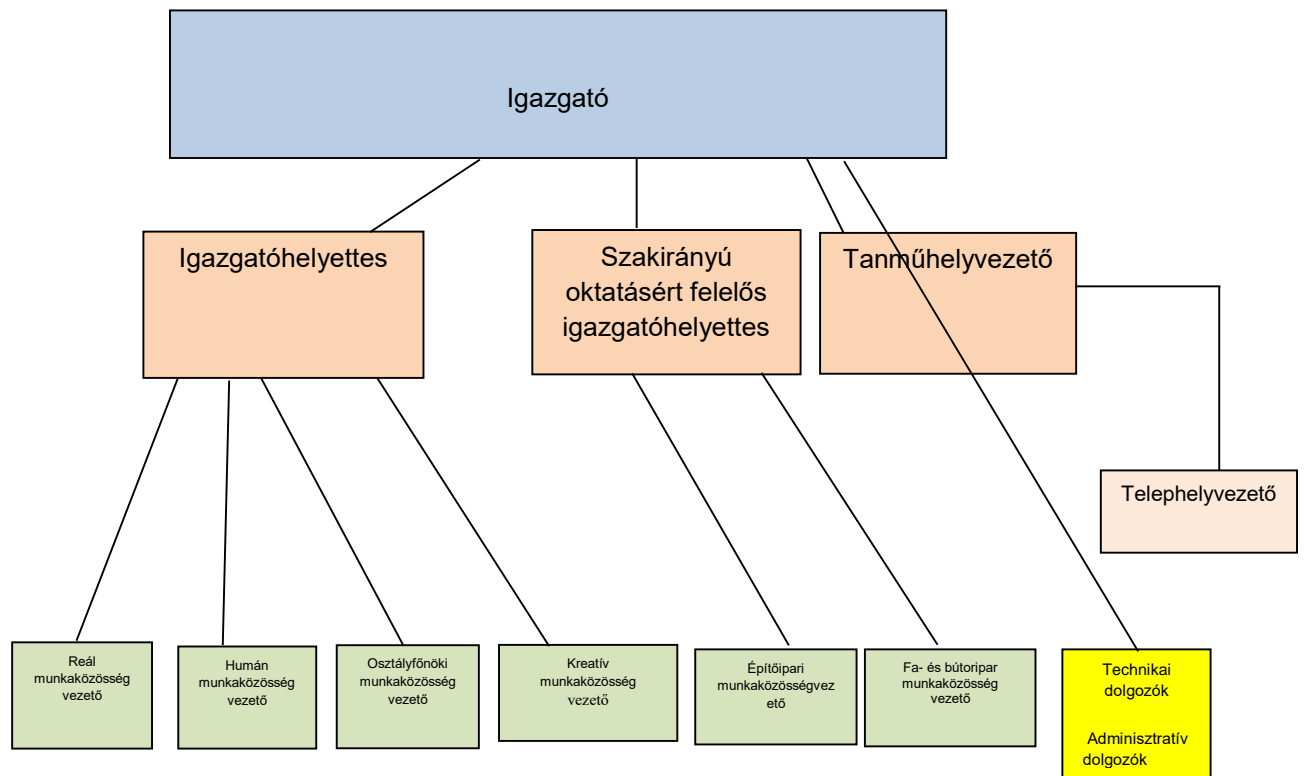 Igazgató
Igazgatóhelyettes
Szakirányú
oktatásért felelős
igazgatóhelyettes
Tanműhelyvezető
Telephelyvezető
Reál
munkaközösség
vezető
Humán
munkaközösség
vezető
Osztályfőnöki
munkaközösség
vezető
Kreatív
munkaközösség
vezető
Építőipari
munkaközösségvez
ető
Fa- és bútoripar
munkaközösség
vezető
Technikai
dolgozók
Adminisztratív
dolgozók